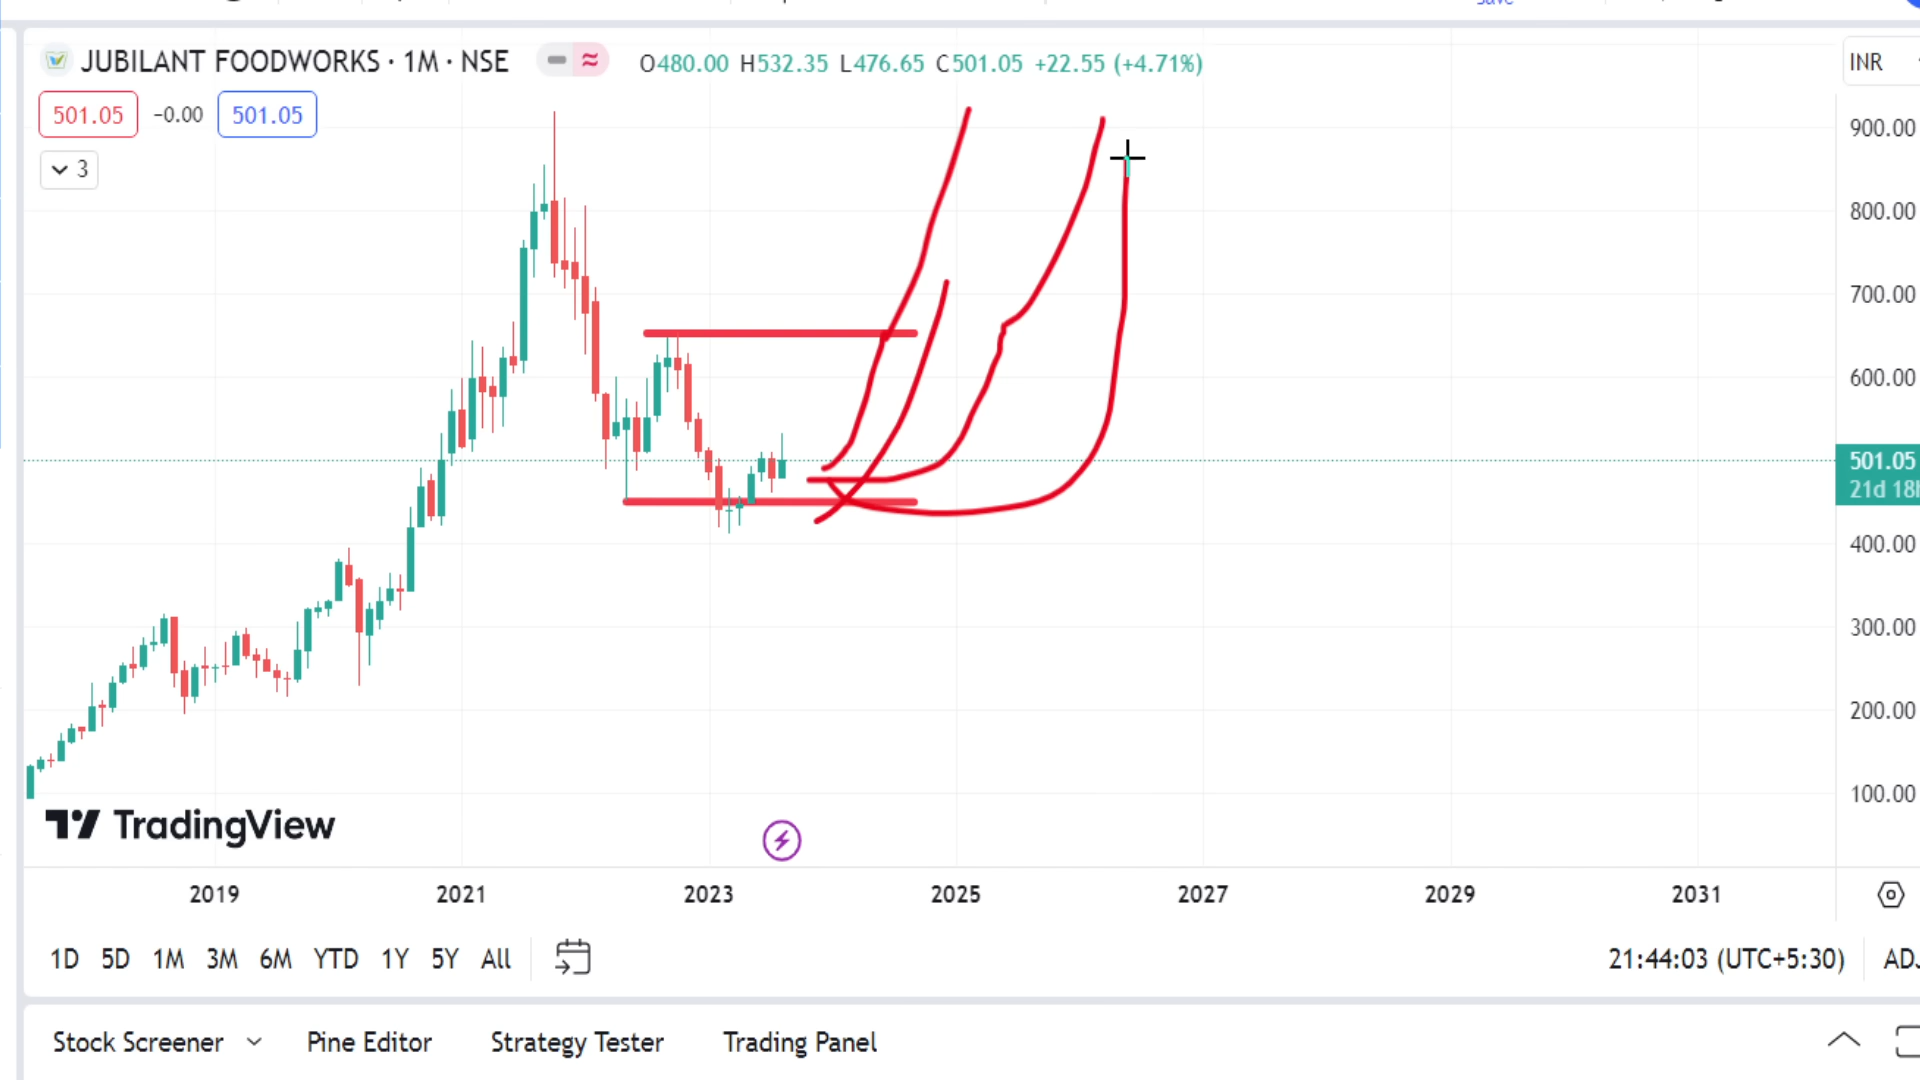 save
JUBILANT FOODWORKS · 1M · NSE
O480.00 H532.35 L476.65 C501.05 +22.55 (+4.71%)
INR
501.05 −0.00 501.05
3
900.00
800.00
700.00
600.00
501.05
21d 18h
400.00
300.00
200.00
100.00
TradingView
2019 2021 2023 2025 2027 2029 2031
1D 5D 1M 3M 6M YTD 1Y 5Y All
21:44:03 (UTC+5:30)
ADJ
Stock Screener Pine Editor Strategy Tester Trading Panel